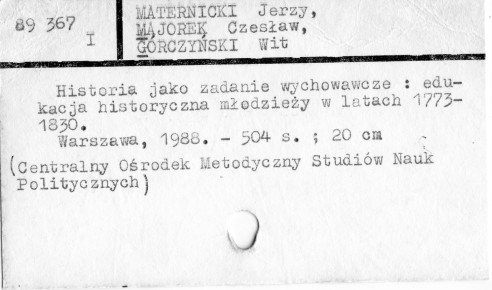 89 367
I
MATERNICKI Jerzy,
MAJOREK Czesław,
GÓRCZYŃSKI Wit
Historia jako zadanie wychowawcze : edu-
kacja historyczna młodzieży w latach 1773-
1830.
Warszawa, 1988. - 504 s. ; 20 cm
(Centralny Ośrodek Metodyczny Studiów Nauk
Politycznych)